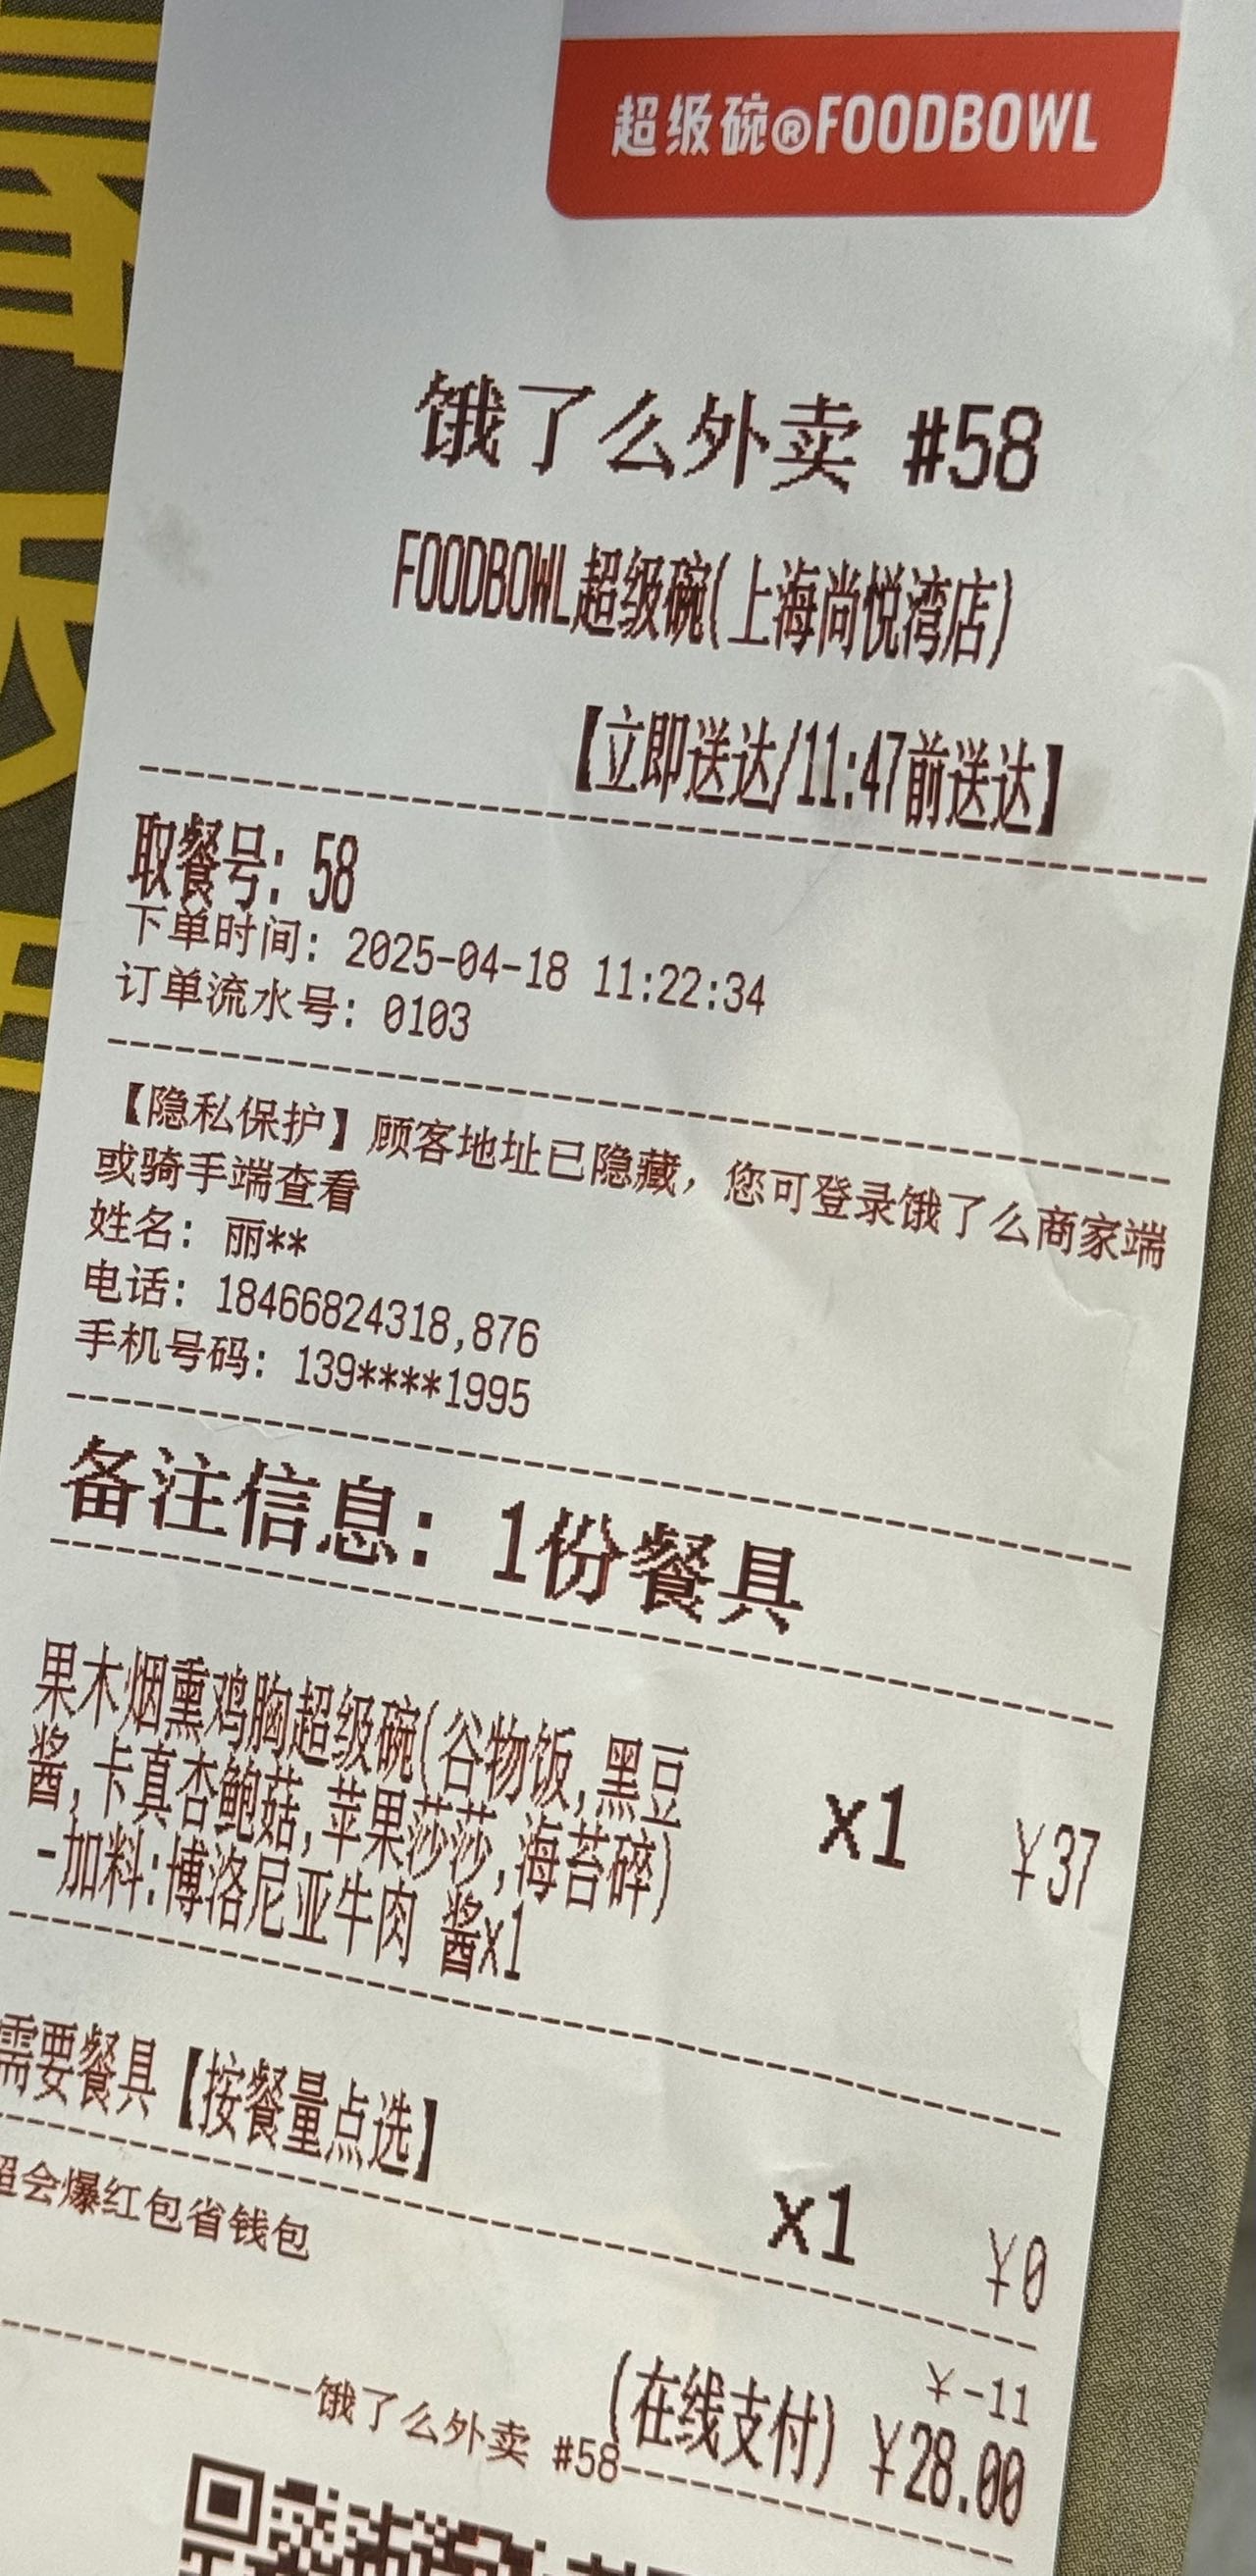 超级碗®FOODBOWL
饿了么外卖 #58
FOODBOWL超级碗(上海尚悦湾店)
【立即送达/11:47前送达】
取餐号: 58
下单时间: 2025-04-18 11:22:34
订单流水号: 0103
【隐私保护】顾客地址已隐藏，您可登录饿了么商家端
或骑手端查看
姓名: 丽**
电话: 18466824318,876
手机号码: 139****1995
备注信息: 1份餐具
果木烟熏鸡胸超级碗(谷物饭,黑豆
酱,卡真杏鲍菇,苹果莎莎,海苔碎) x1 ¥37
-加料:博洛尼亚牛肉 酱x1
需要餐具【按餐量点选】 x1 ¥0
超会爆红包省钱包 ¥-11
(在线支付) ¥28.00
饿了么外卖 #58